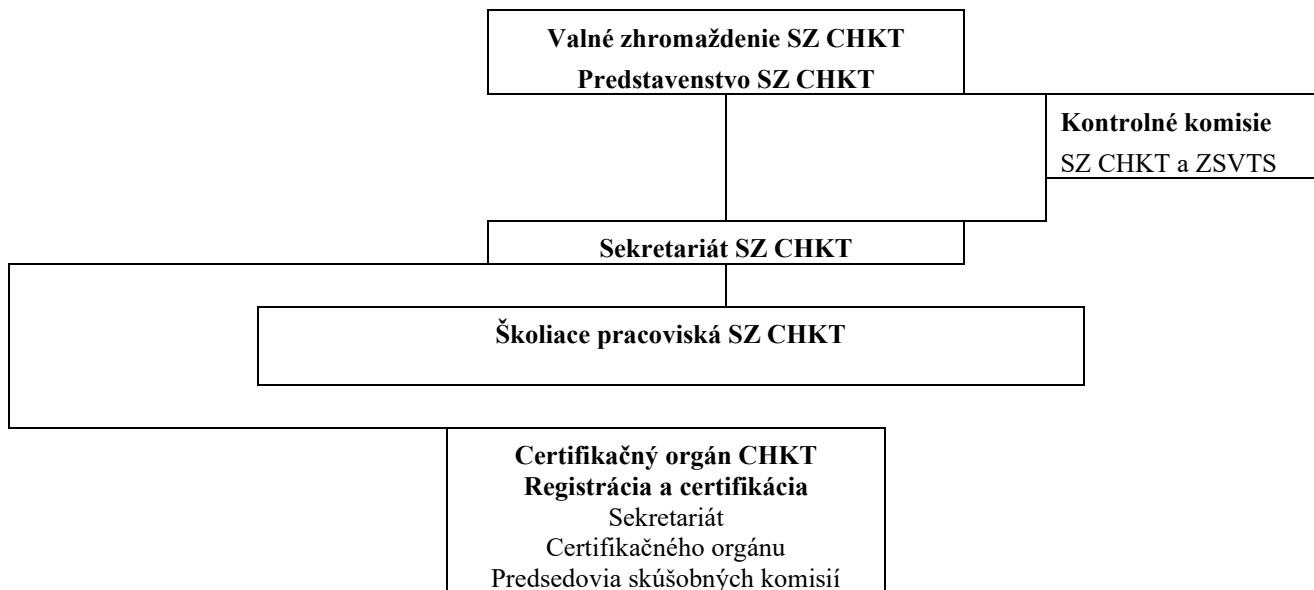 Valné zhromaždenie SZ CHKT
Predstavenstvo SZ CHKT
Kontrolné komisie
SZ CHKT a ZSVTS
Sekretariát SZ CHKT
Školiace pracoviská SZ CHKT
Certifikačný orgán CHKT
Registrácia a certifikácia
Sekretariát
Certifikačného orgánu
Predsedovia skúšobných komisií